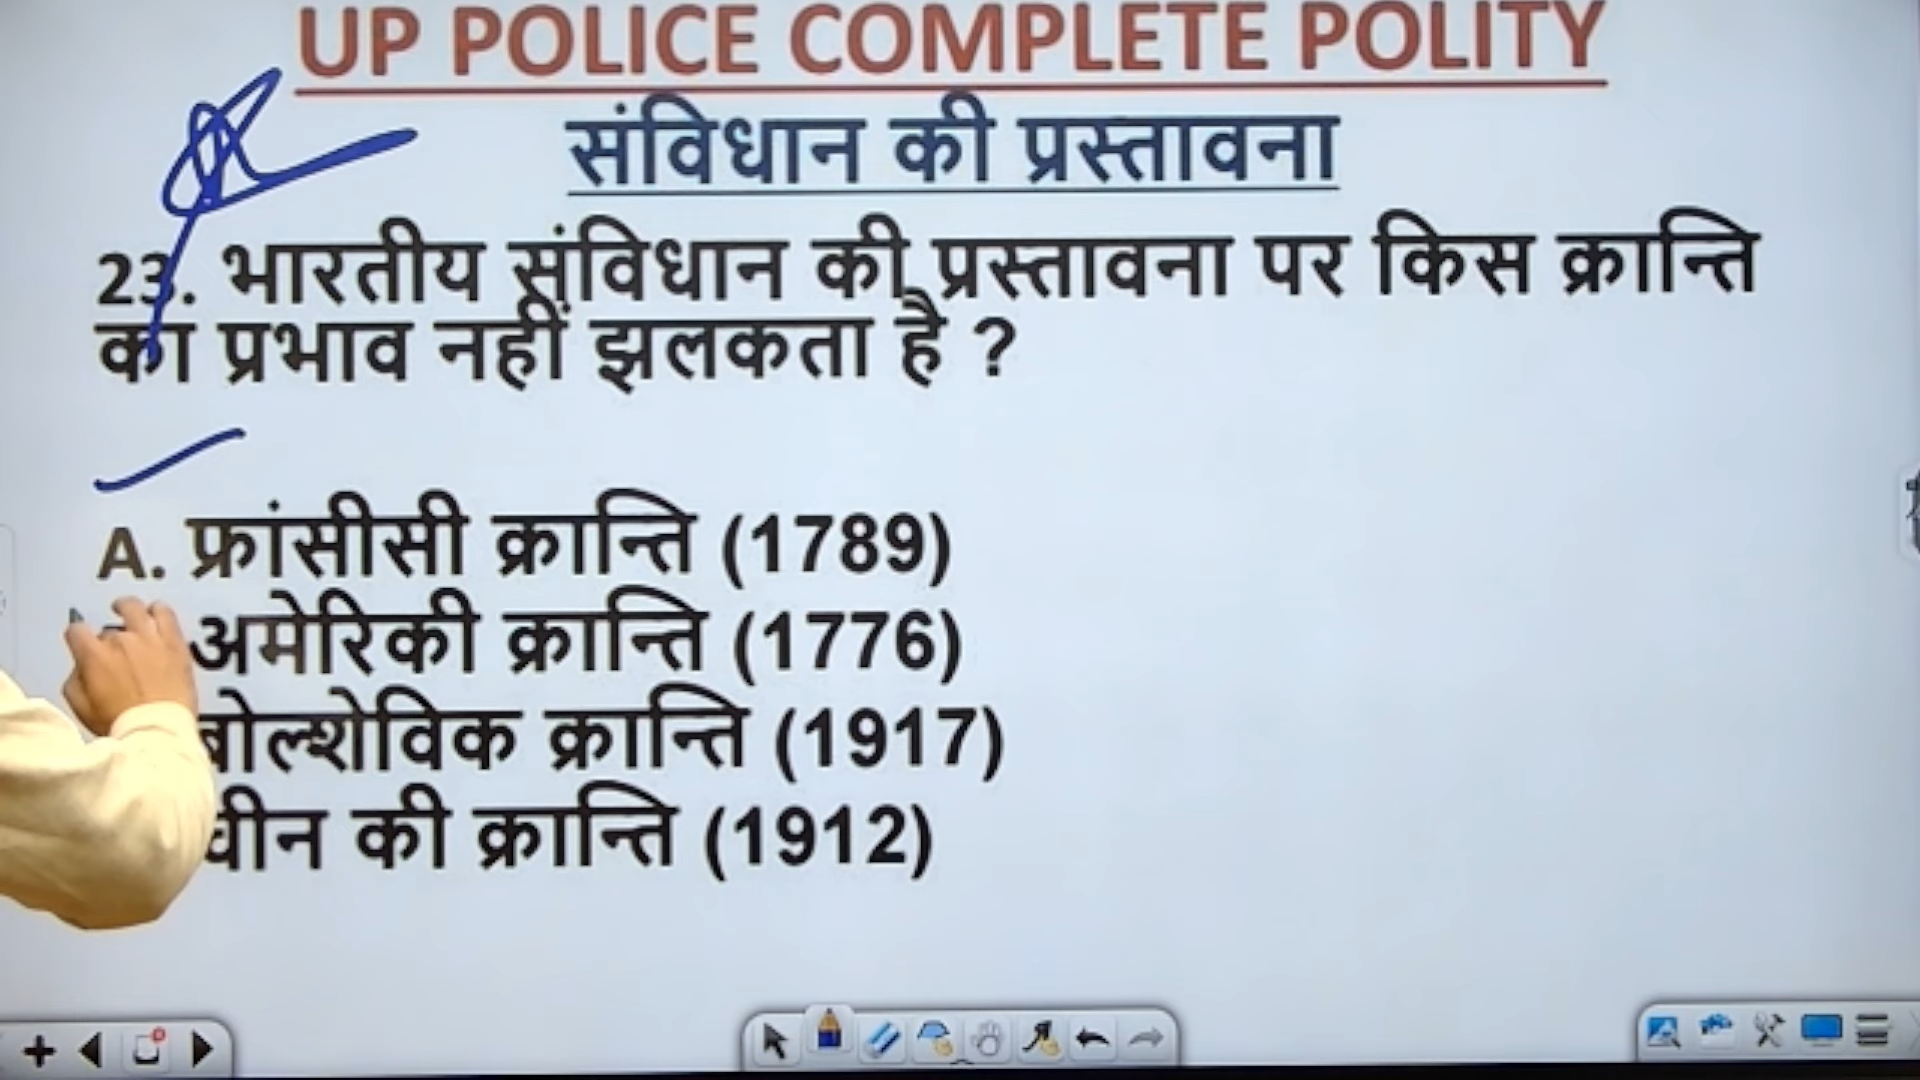 UP POLICE COMPLETE POLITY
संविधान की प्रस्तावना
23. भारतीय संविधान की प्रस्तावना पर किस क्रान्ति
का प्रभाव नहीं झलकता है ?
A. फ्रांसीसी क्रान्ति (1789)
अमेरिकी क्रान्ति (1776)
बोल्शेविक क्रान्ति (1917)
चीन की क्रान्ति (1912)